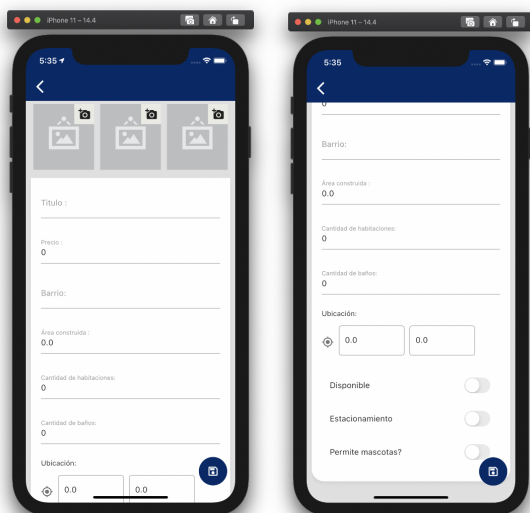 iPhone 11 – 14.4
5:35
Titulo :
Precio :
0
Barrio:
Área construida :
0.0
Cantidad de habitaciones:
0
Cantidad de baños:
0
Ubicación:
0.0
0.0
iPhone 11 – 14.4
5:35
0
Barrio:
Área construida :
0.0
Cantidad de habitaciones:
0
Cantidad de baños:
0
Ubicación:
0.0
0.0
Disponible
Estacionamiento
Permite mascotas?